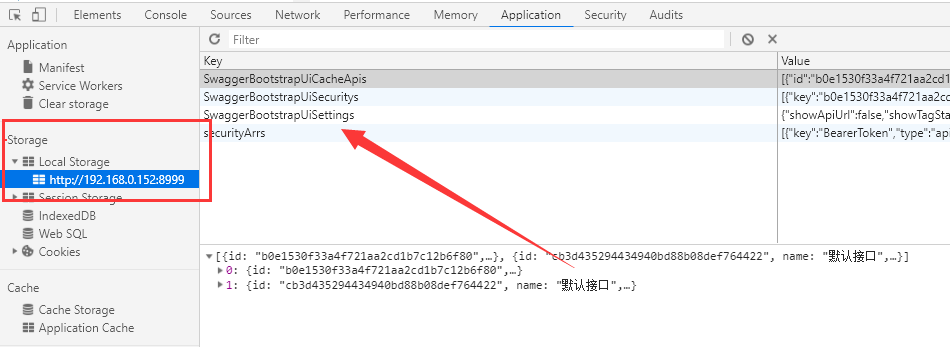 Elements Console Sources Network Performance Memory Application Security Audits
Application
Manifest
Service Workers
Clear storage
Storage
Local Storage
http://192.168.0.152:8999
Session Storage
IndexedDB
Web SQL
Cookies
Cache
Cache Storage
Application Cache
Filter
Key Value
SwaggerBootstrapUiCacheApis [{"id":"b0e1530f33a4f721aa2cd1
SwaggerBootstrapUiSecuritys [{"key":"b0e1530f33a4f721aa2cd
SwaggerBootstrapUiSettings {"showApiUrl":false,"showTagSta
securityArrs [{"key":"BearerToken","type":"api
[{id: "b0e1530f33a4f721aa2cd1b7c12b6f80",…}, {id: "cb3d435294434940bd88b08def764422", name: "默认接口",…}]
0: {id: "b0e1530f33a4f721aa2cd1b7c12b6f80",…}
1: {id: "cb3d435294434940bd88b08def764422", name: "默认接口",…}